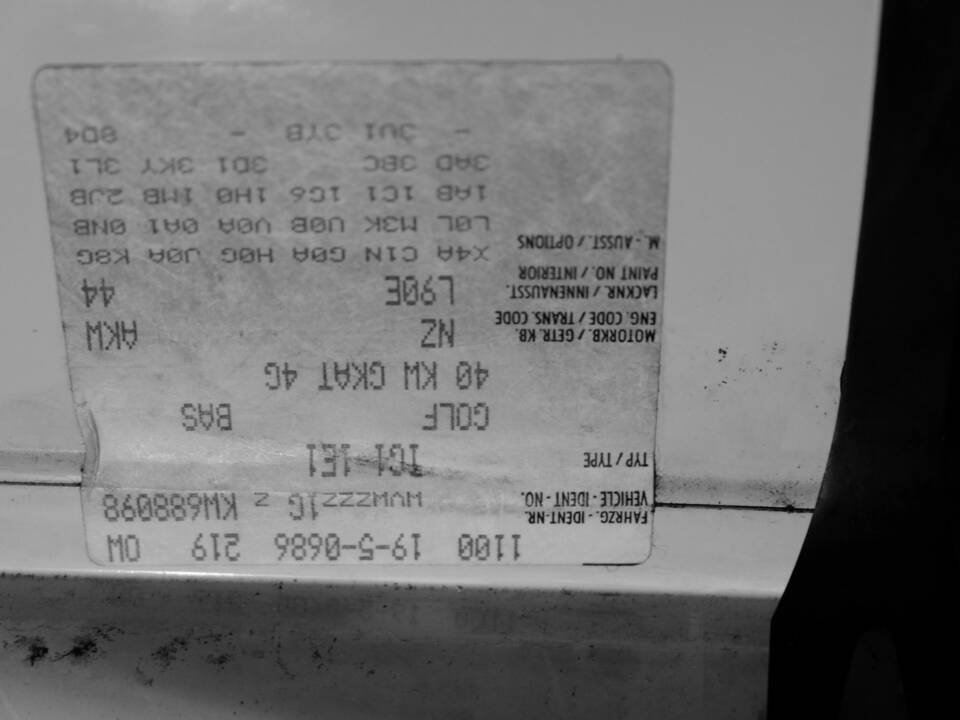 1100 19-5-0686 219 OW
FAHRZG. - IDENT-NR.
VEHICLE - IDENT - NO. WVWZZZ1G Z KW688098
TYP / TYPE 1G1 1E1
GOLF BAS
40 KW GKAT 4G
MOTORKB. / GETR. KB. NZ AKW
ENG. CODE / TRANS. CODE
LACKNR. / INNENAUSST. L90E 44
PAINT NO. / INTERIOR
M. - AUSST. / OPTIONS
X4A C1N G0A H0G J0A K8G
L0L M3K U0B V0A 0A1 0NB
1AB 1C1 1G6 1H0 1MB 2JB
3AD 3BC 3D1 3KY 3L1
- 3U1 3YB - 8D4